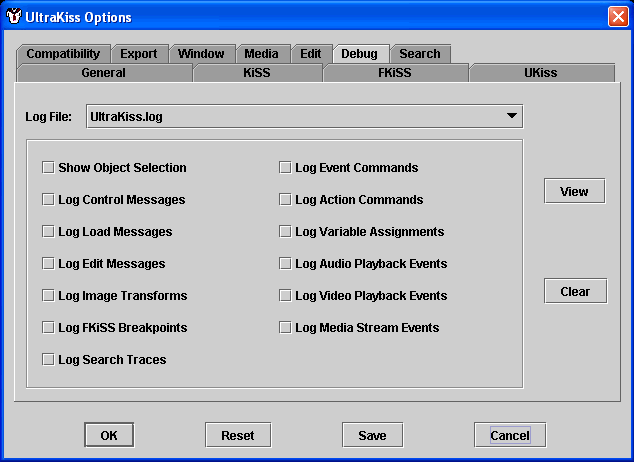 UltraKiss Options
Compatibility Export Window Media Edit Debug Search
General KiSS FKiSS UKiss
Log File: UltraKiss.log
Show Object Selection Log Event Commands
Log Control Messages Log Action Commands
View
Log Load Messages Log Variable Assignments
Log Edit Messages Log Audio Playback Events
Log Image Transforms Log Video Playback Events
Clear
Log FKiSS Breakpoints Log Media Stream Events
Log Search Traces
OK Reset Save Cancel